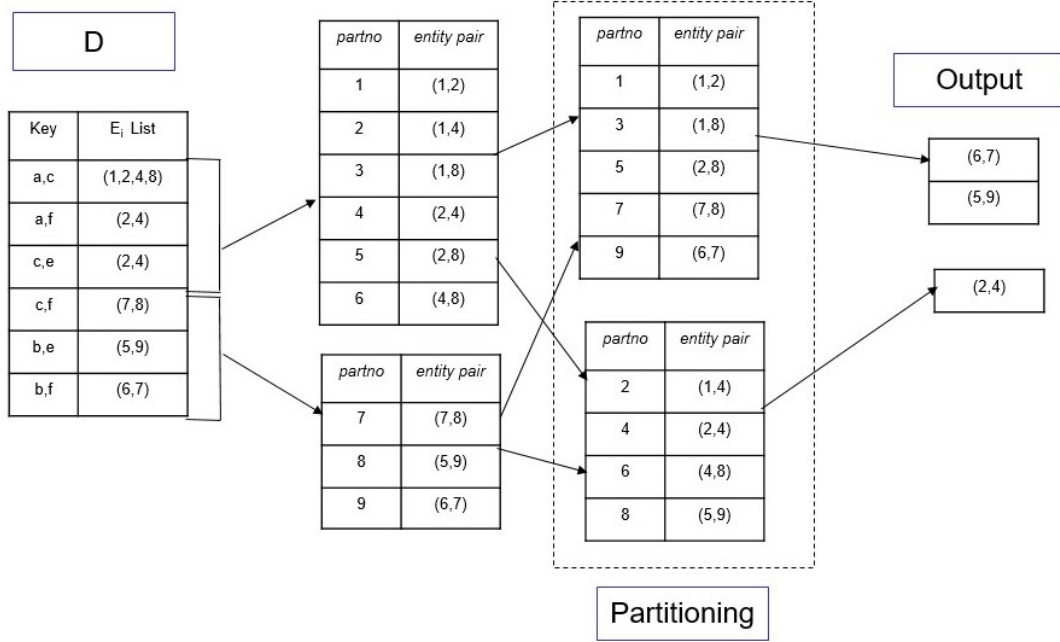 D
Key E_i List
a,c (1,2,4,8)
a,f (2,4)
c,e (2,4)
c,f (7,8)
b,e (5,9)
b,f (6,7)
partno entity pair
1 (1,2)
2 (1,4)
3 (1,8)
4 (2,4)
5 (2,8)
6 (4,8)
partno entity pair
7 (7,8)
8 (5,9)
9 (6,7)
partno entity pair
1 (1,2)
3 (1,8)
5 (2,8)
7 (7,8)
9 (6,7)
partno entity pair
2 (1,4)
4 (2,4)
6 (4,8)
8 (5,9)
Partitioning
Output
(6,7)
(5,9)
(2,4)